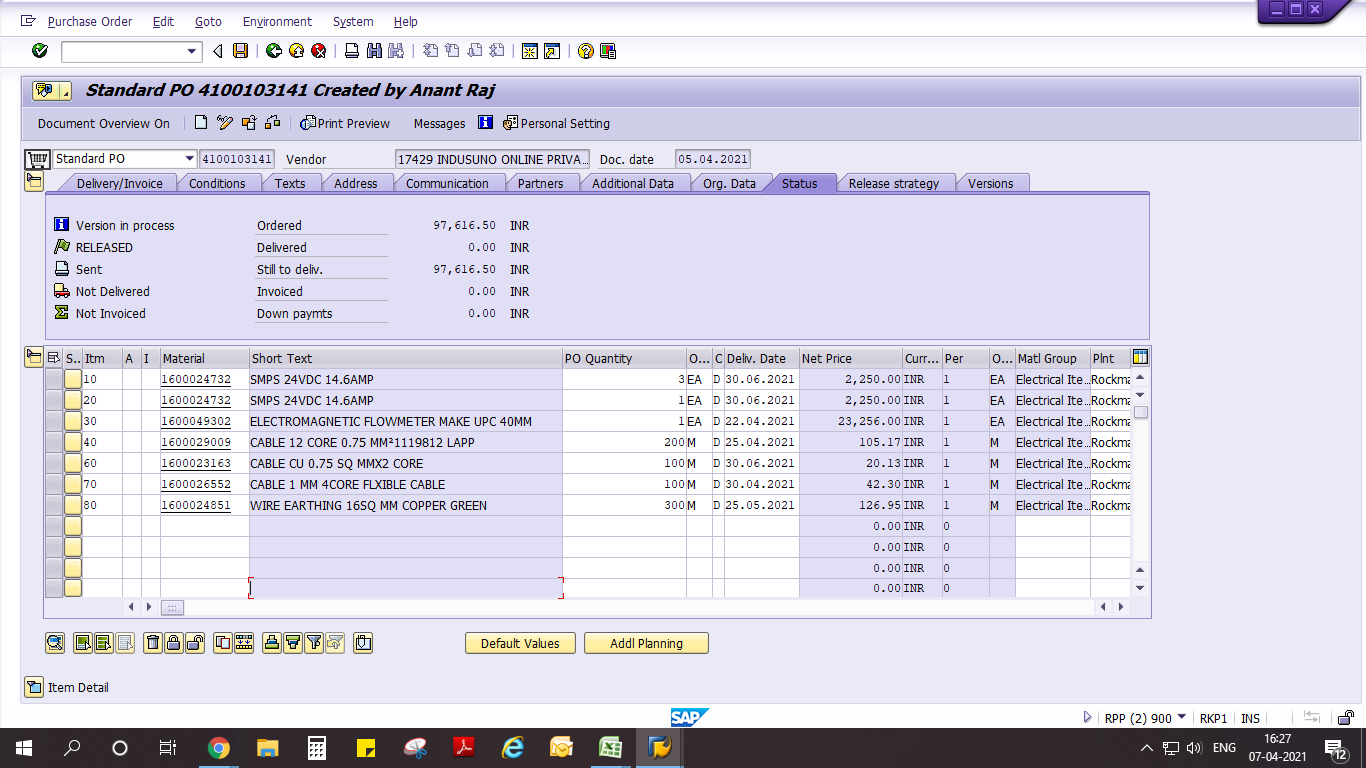 Purchase Order Edit Goto Environment System Help
Standard PO 4100103141 Created by Anant Raj
Document Overview On Print Preview Messages Personal Setting
Standard PO 4100103141 Vendor 17429 INDUSUNO ONLINE PRIVA... Doc. date 05.04.2021
Delivery/Invoice Conditions Texts Address Communication Partners Additional Data Org. Data Status Release strategy Versions
Version in process Ordered 97,616.50 INR
RELEASED Delivered 0.00 INR
Sent Still to deliv. 97,616.50 INR
Not Delivered Invoiced 0.00 INR
Not Invoiced Down paymts 0.00 INR
S.. Itm A I Material Short Text PO Quantity O... C Deliv. Date Net Price Curr... Per O... Matl Group Plnt
10 1600024732 SMPS 24VDC 14.6AMP 3 EA D 30.06.2021 2,250.00 INR 1 EA Electrical Ite... Rockma
20 1600024732 SMPS 24VDC 14.6AMP 1 EA D 30.06.2021 2,250.00 INR 1 EA Electrical Ite... Rockma
30 1600049302 ELECTROMAGNETIC FLOWMETER MAKE UPC 40MM 1 EA D 22.04.2021 23,256.00 INR 1 EA Electrical Ite... Rockma
40 1600029009 CABLE 12 CORE 0.75 MM²1119812 LAPP 200 M D 25.04.2021 105.17 INR 1 M Electrical Ite... Rockma
60 1600023163 CABLE CU 0.75 SQ MMX2 CORE 100 M D 30.06.2021 20.13 INR 1 M Electrical Ite... Rockma
70 1600026552 CABLE 1 MM 4CORE FLXIBLE CABLE 100 M D 30.04.2021 42.30 INR 1 M Electrical Ite... Rockma
80 1600024851 WIRE EARTHING 16SQ MM COPPER GREEN 300 M D 25.05.2021 126.95 INR 1 M Electrical Ite... Rockma
0.00 INR 0
0.00 INR 0
0.00 INR 0
0.00 INR 0
Default Values Addl Planning
Item Detail
SAP RPP (2) 900 RKP1 INS
ENG 16:27
07-04-2021 12